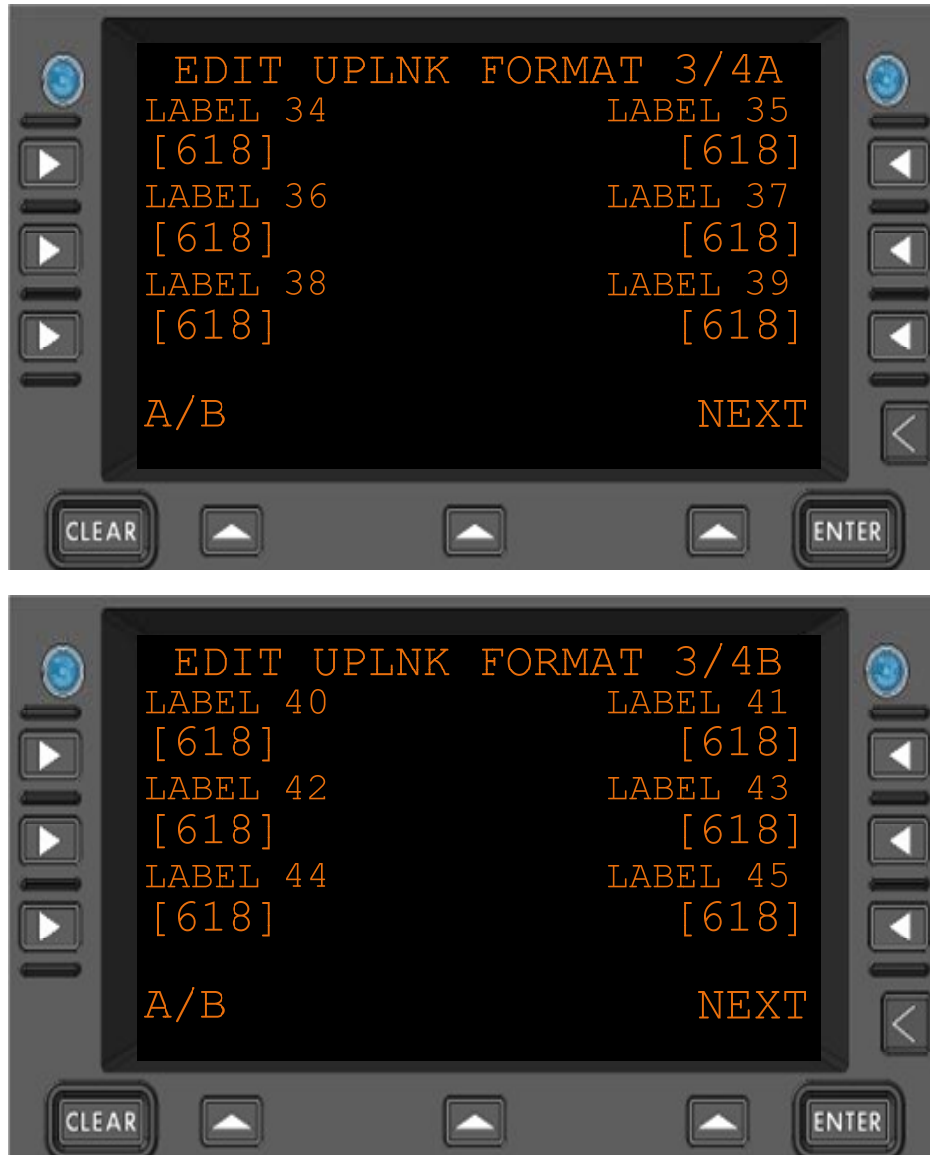 EDIT UPLNK FORMAT 3/4A
LABEL 34 LABEL 35
[618] [618]
LABEL 36 LABEL 37
[618] [618]
LABEL 38 LABEL 39
[618] [618]
A/B NEXT
CLEAR ENTER
EDIT UPLNK FORMAT 3/4B
LABEL 40 LABEL 41
[618] [618]
LABEL 42 LABEL 43
[618] [618]
LABEL 44 LABEL 45
[618] [618]
A/B NEXT
CLEAR ENTER